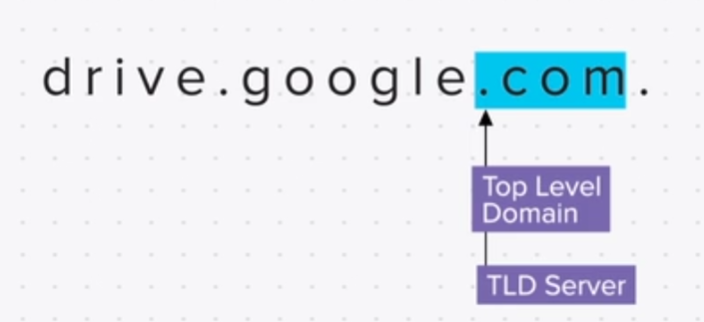 drive.google.com.
Top Level
Domain
TLD Server